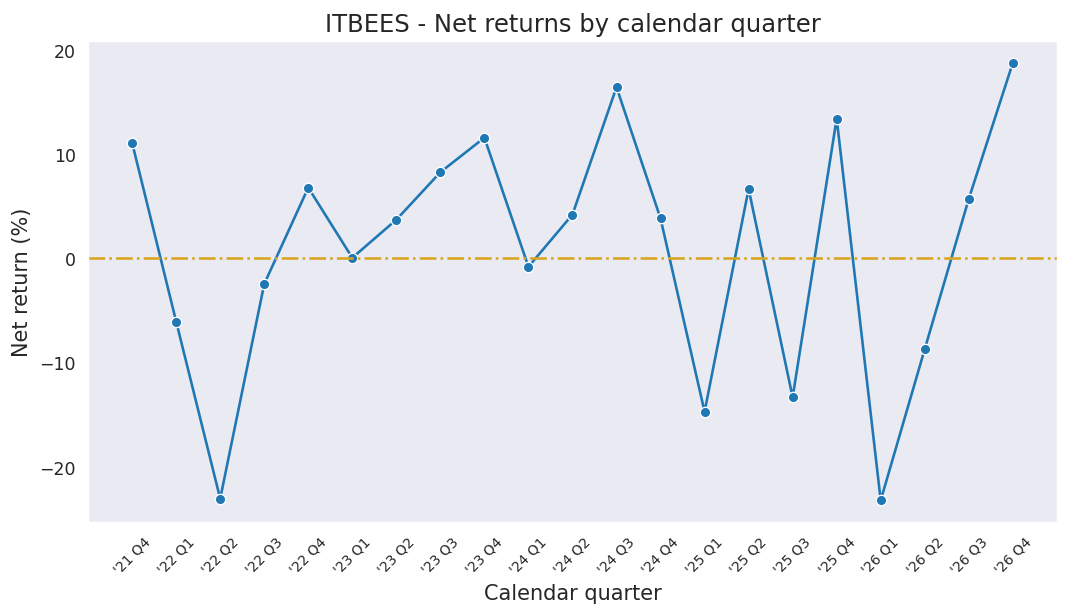 ITBEES - Net returns by calendar quarter
20
10
0
−10
−20
Net return (%)
'21 Q4
'22 Q1
'22 Q2
'22 Q3
'22 Q4
'23 Q1
'23 Q2
'23 Q3
'23 Q4
'24 Q1
'24 Q2
'24 Q3
'24 Q4
'25 Q1
'25 Q2
'25 Q3
'25 Q4
'26 Q1
'26 Q2
'26 Q3
'26 Q4
Calendar quarter